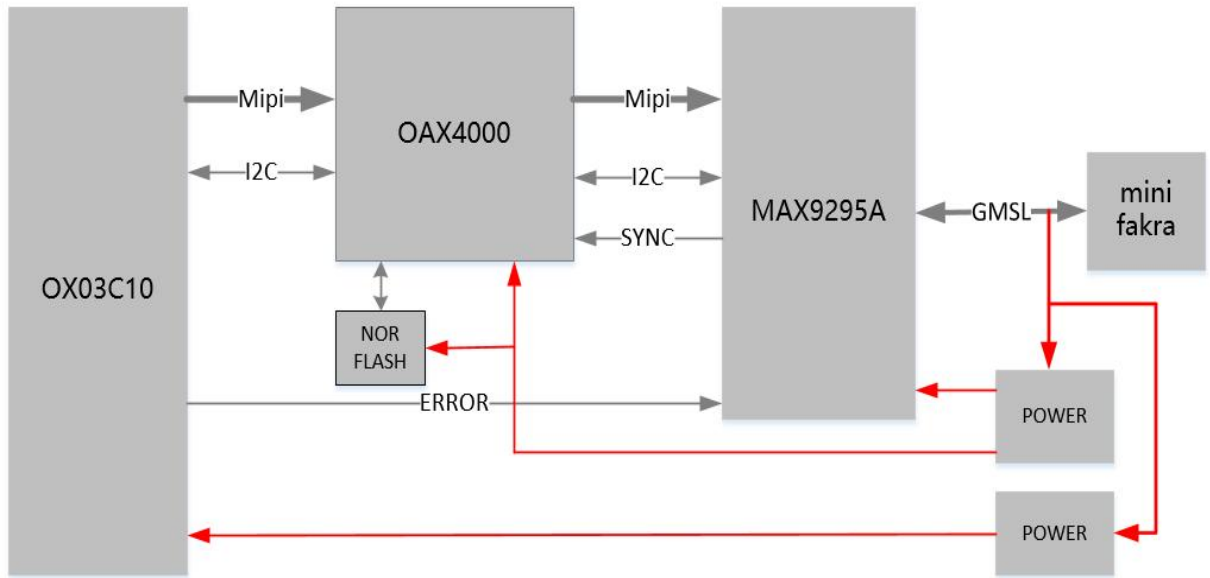 Mipi
Mipi
OAX4000
I2C
I2C
mini
fakra
MAX9295A
GMSL
SYNC
OX03C10
NOR
FLASH
ERROR
POWER
POWER